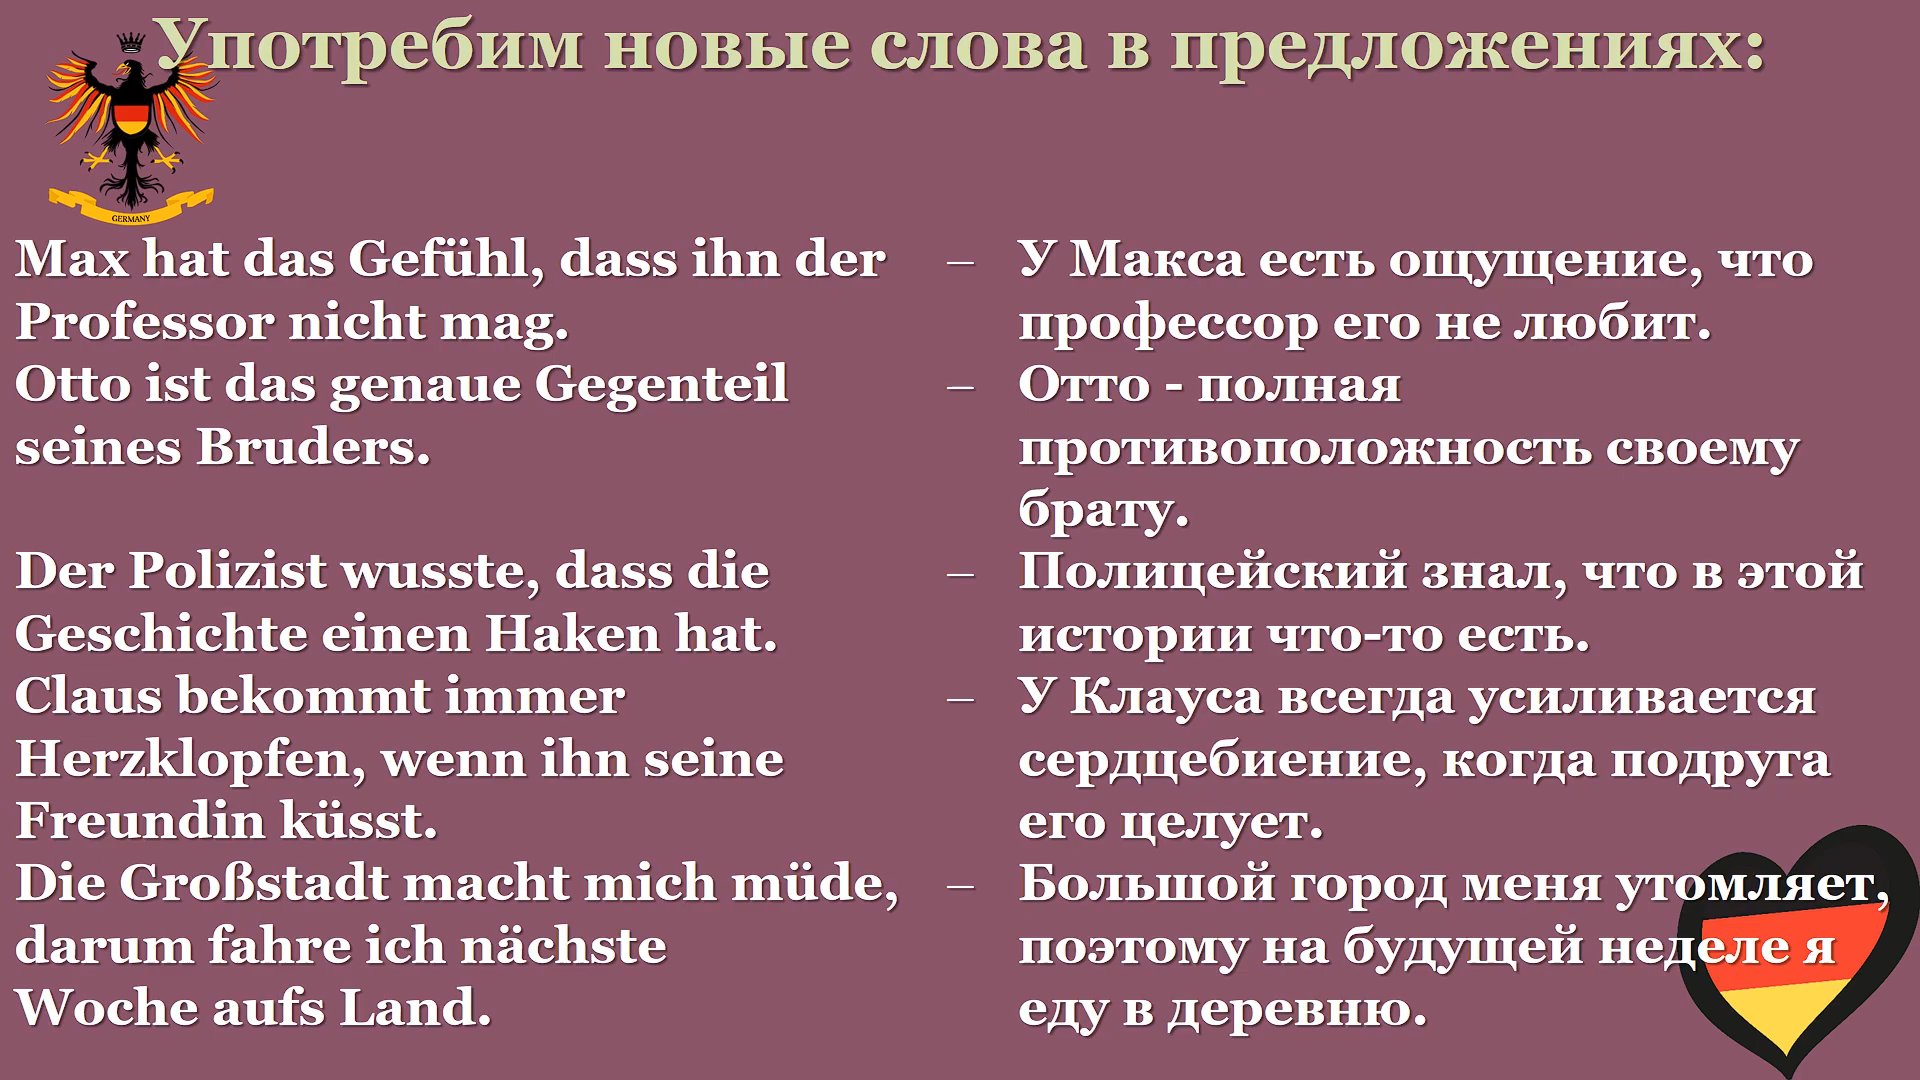 Употребим новые слова в предложениях:
GERMANY
Max hat das Gefühl, dass ihn der
Professor nicht mag.
Otto ist das genaue Gegenteil
seines Bruders.
Der Polizist wusste, dass die
Geschichte einen Haken hat.
Claus bekommt immer
Herzklopfen, wenn ihn seine
Freundin küsst.
Die Großstadt macht mich müde,
darum fahre ich nächste
Woche aufs Land.
– У Макса есть ощущение, что
профессор его не любит.
– Отто - полная
противоположность своему
брату.
– Полицейский знал, что в этой
истории что-то есть.
– У Клауса всегда усиливается
сердцебиение, когда подруга
его целует.
– Большой город меня утомляет,
поэтому на будущей неделе я
еду в деревню.